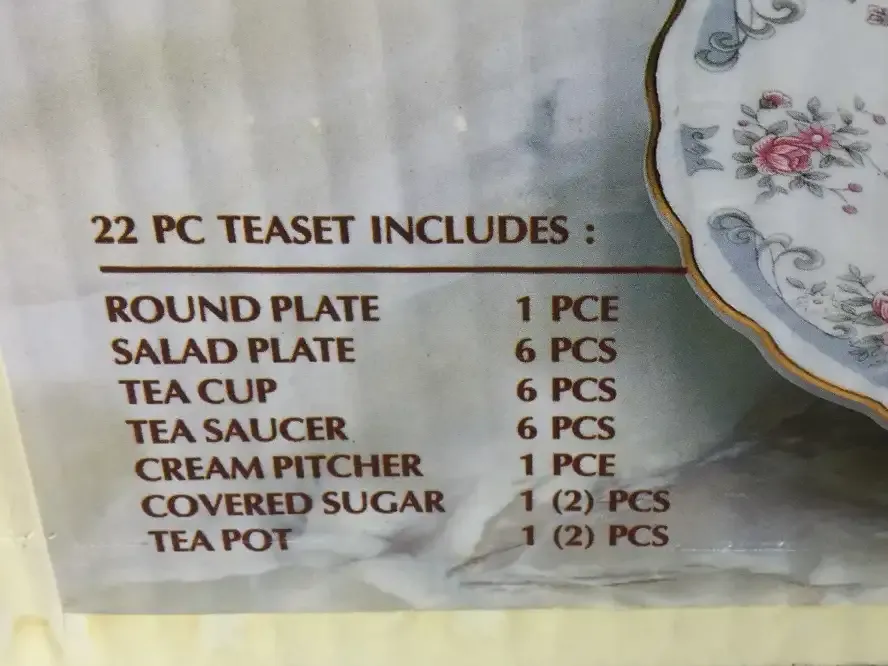 22 PC TEASET INCLUDES :
ROUND PLATE 1 PCE
SALAD PLATE 6 PCS
TEA CUP 6 PCS
TEA SAUCER 6 PCS
CREAM PITCHER 1 PCE
COVERED SUGAR 1 (2) PCS
TEA POT 1 (2) PCS